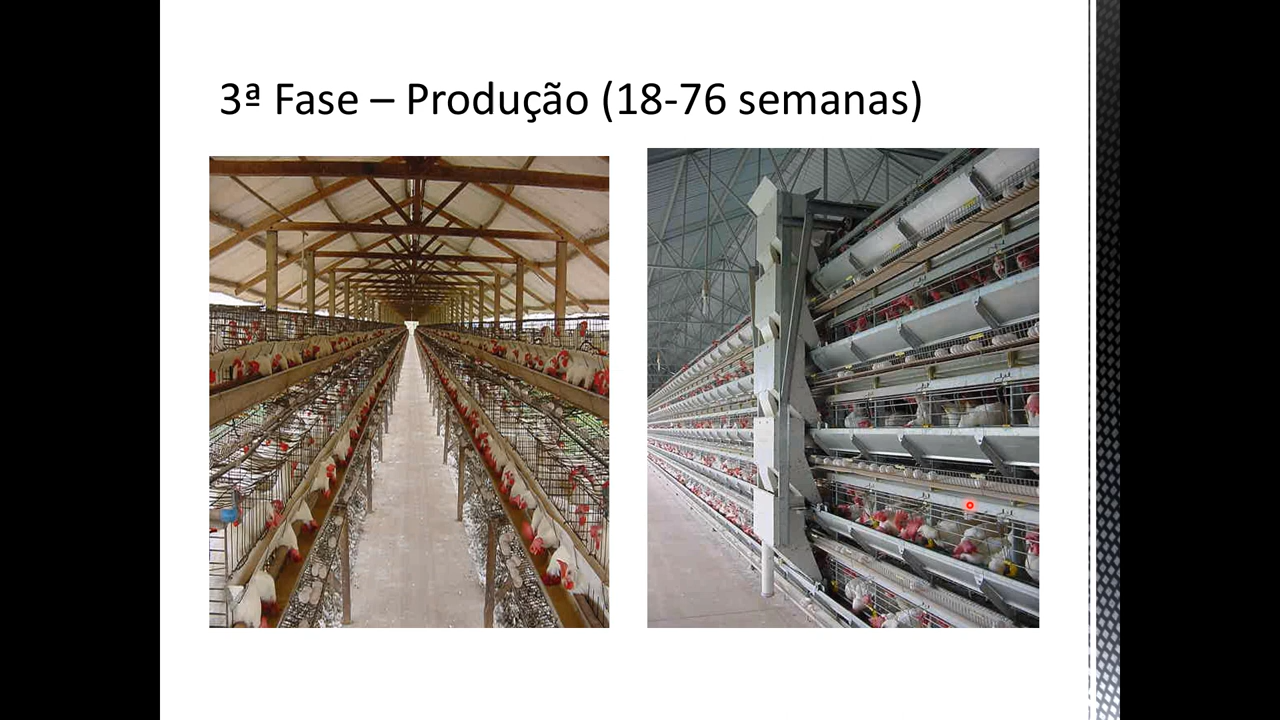 3ª Fase – Produção (18-76 semanas)